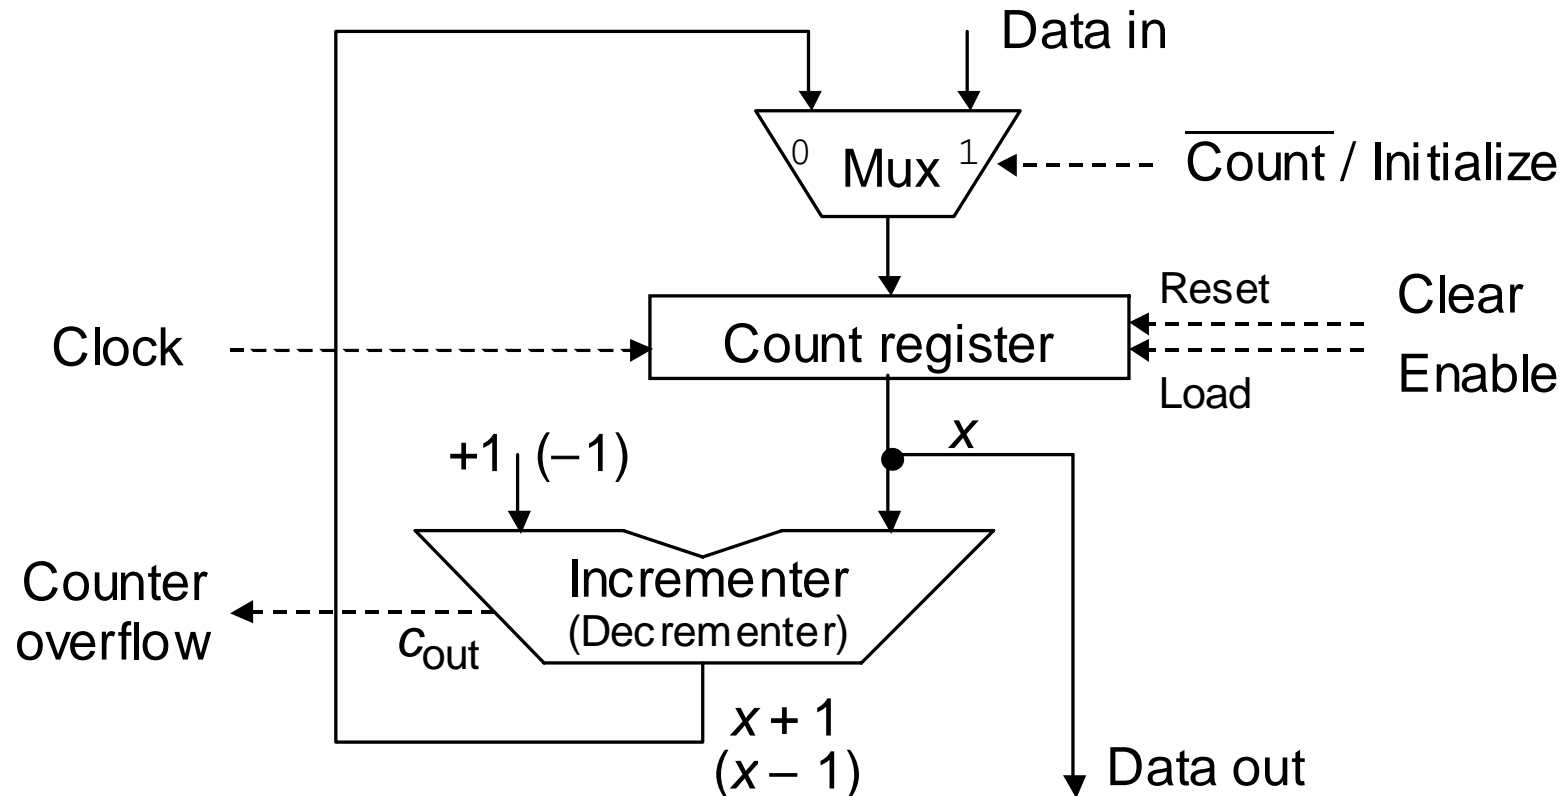 Data in
0
Mux
1
Count / Initialize
Reset
Clear
Clock
Count register
Enable
Load
x
+1
(–1)
Incrementer
(Decrementer)
Counter
overflow
cout
x + 1
(x – 1)
Data out